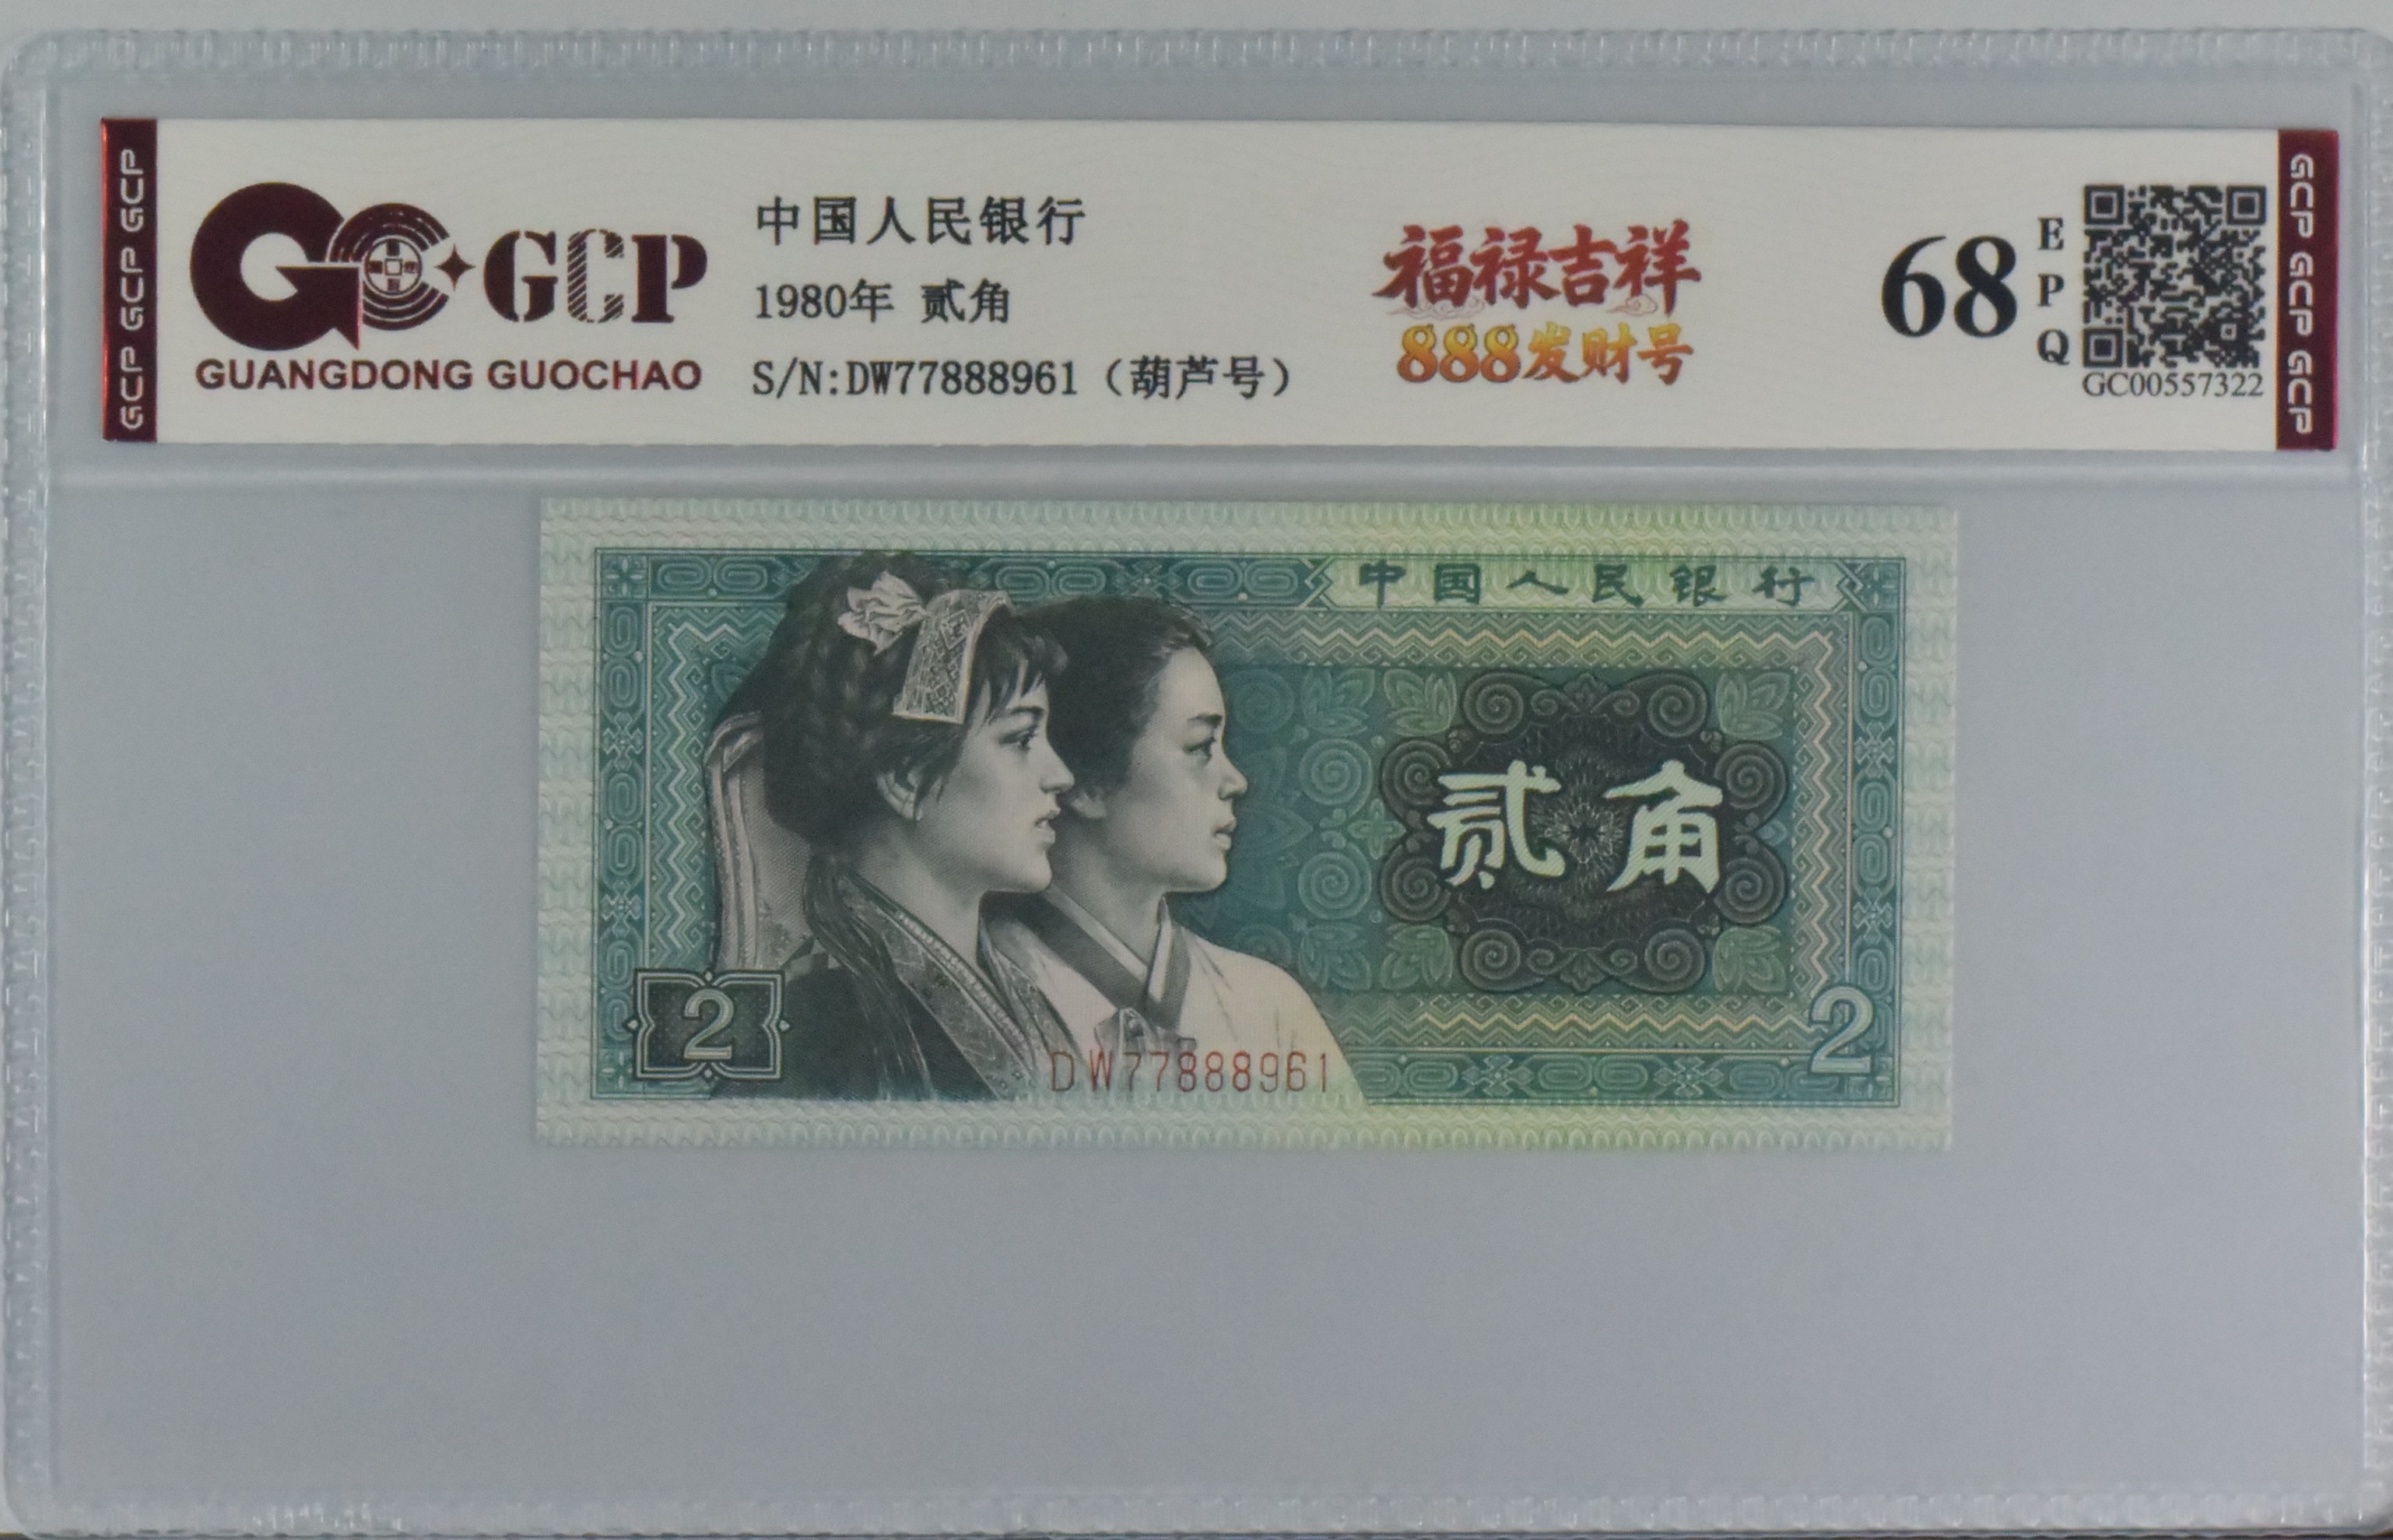 GCP GCP GCP
GCP
GUANGDONG GUOCHAO
中国人民银行
1980年 贰角
S/N:DW77888961（葫芦号）
福禄吉祥
888发财号
68
EPQ
GC00557322
GCP GCP GCP
中国人民银行
贰角
2
DW77888961
2